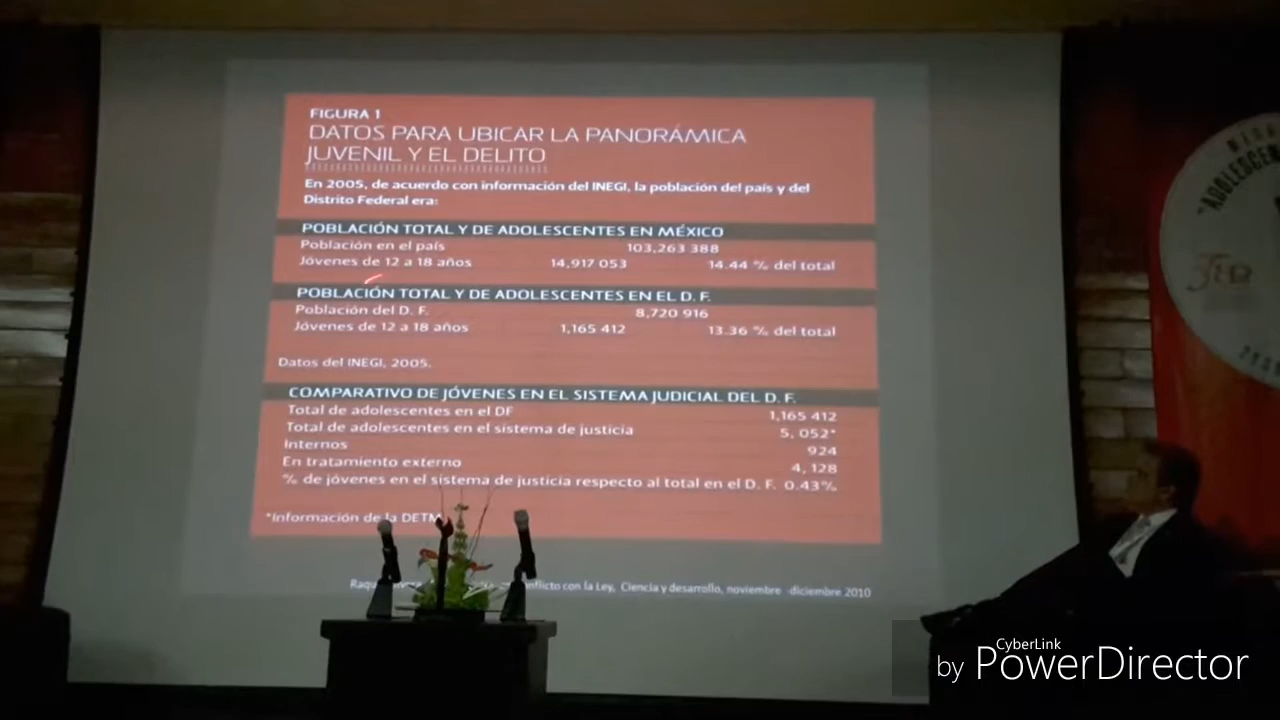 FIGURA 1
DATOS PARA UBICAR LA PANORÁMICA
JUVENIL Y EL DELITO
En 2005, de acuerdo con información del INEGI, la población del país y del
Distrito Federal era:
POBLACIÓN TOTAL Y DE ADOLESCENTES EN MÉXICO
Población en el país 103,263 388
Jóvenes de 12 a 18 años 14,917 053 14.44 % del total
POBLACIÓN TOTAL Y DE ADOLESCENTES EN EL D. F.
Población del D. F. 8,720 916
Jóvenes de 12 a 18 años 1,165 412 13.36 % del total
Datos del INEGI, 2005.
COMPARATIVO DE JÓVENES EN EL SISTEMA JUDICIAL DEL D. F.
Total de adolescentes en el DF 1,165 412
Total de adolescentes en el sistema de justicia 5, 052*
Internos 924
En tratamiento externo 4, 128
% de jóvenes en el sistema de justicia respecto al total en el D. F. 0.43%
*Información de la DETM
con la Ley, Ciencia y desarrollo, noviembre -diciembre 2010
CyberLink
by PowerDirector